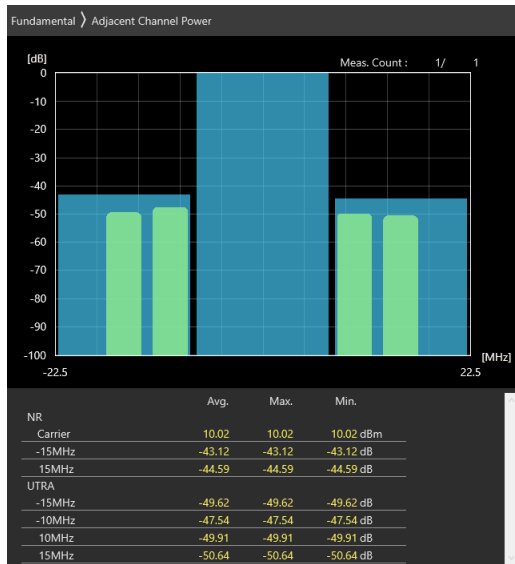 Fundamental 〉 Adjacent Channel Power
[dB]
Meas. Count : 1/ 1
0
-10
-20
-30
-40
-50
-60
-70
-80
-90
-100
[MHz]
-22.5 22.5
Avg. Max. Min.
NR
Carrier 10.02 10.02 10.02 dBm
-15MHz -43.12 -43.12 -43.12 dB
15MHz -44.59 -44.59 -44.59 dB
UTRA
-15MHz -49.62 -49.62 -49.62 dB
-10MHz -47.54 -47.54 -47.54 dB
10MHz -49.91 -49.91 -49.91 dB
15MHz -50.64 -50.64 -50.64 dB